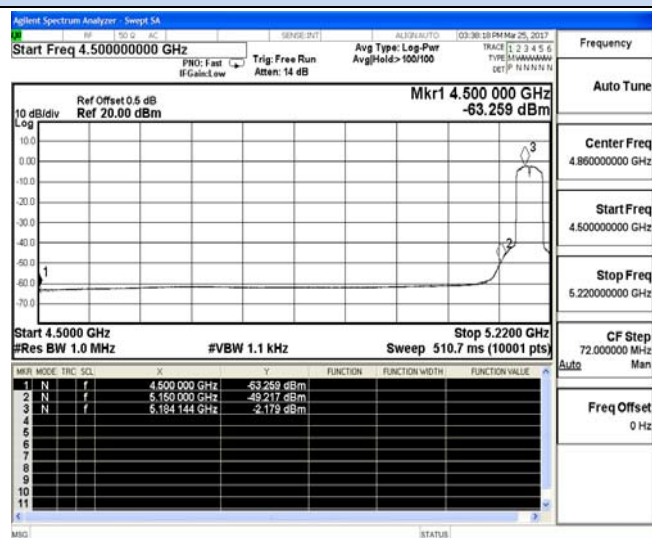 Agilent Spectrum Analyzer - Swept SA
RF 50 Ω AC SENSE:INT ALIGN AUTO 03:38:18 PM Mar 25, 2017
Start Freq 4.500000000 GHz
PNO: Fast
IFGain:Low
Trig: Free Run
Atten: 14 dB
Avg Type: Log-Pwr
Avg|Hold:> 100/100
TRACE 1 2 3 4 5 6
TYPE
DET P N N N N N
Ref Offset 0.5 dB
10 dB/div Ref 20.00 dBm
Log
Mkr1 4.500 000 GHz
-63.259 dBm
10.0
0.00
-10.0
-20.0
-30.0
-40.0
-50.0
-60.0
-70.0
1
2
3
Start 4.5000 GHz Stop 5.2200 GHz
#Res BW 1.0 MHz #VBW 1.1 kHz Sweep 510.7 ms (10001 pts)
MKR MODE TRC SCL X Y FUNCTION FUNCTION WIDTH FUNCTION VALUE
1 N f 4.500 000 GHz -63.259 dBm
2 N f 5.150 000 GHz -49.217 dBm
3 N f 5.184 144 GHz -2.179 dBm
4
5
6
7
8
9
10
11
MSG STATUS
Frequency
Auto Tune
Center Freq
4.860000000 GHz
Start Freq
4.500000000 GHz
Stop Freq
5.220000000 GHz
CF Step
72.000000 MHz
Auto Man
Freq Offset
0 Hz